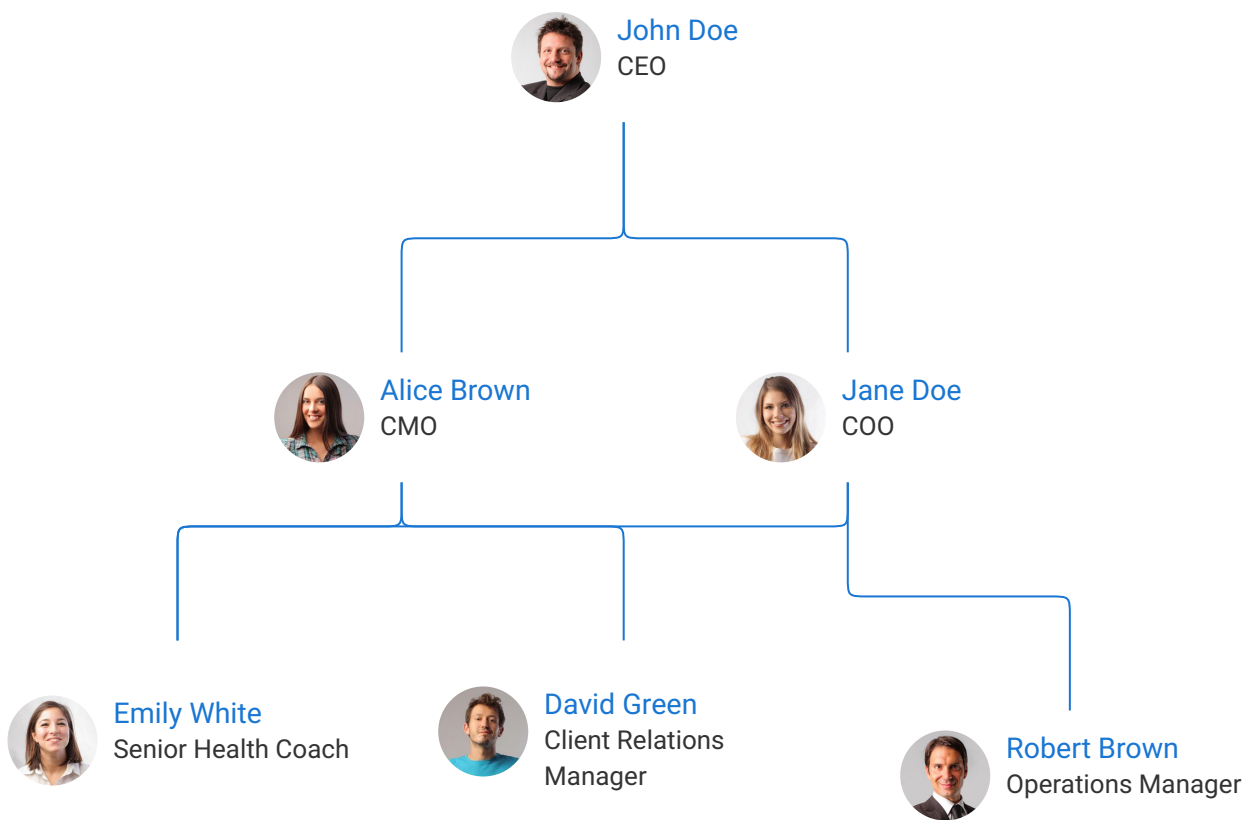 John Doe
CEO
Alice Brown
CMO
Jane Doe
COO
Emily White
Senior Health Coach
David Green
Client Relations
Manager
Robert Brown
Operations Manager